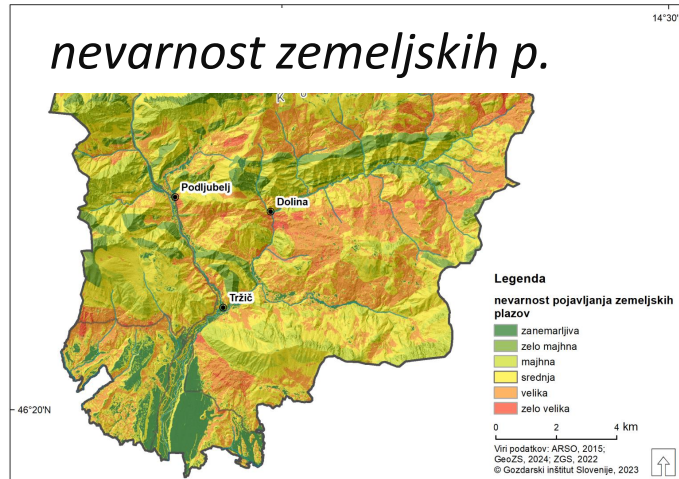 14°30'
nevarnost zemeljskih p.
K
Podljubelj
Dolina
Tržič
46°20'N
Legenda
nevarnost pojavljanja zemeljskih
plazov
zanemarljiva
zelo majhna
majhna
srednja
velika
zelo velika
0 2 4 km
Viri podatkov: ARSO, 2015;
GeoZS, 2024; ZGS, 2022
© Gozdarski inštitut Slovenije, 2023